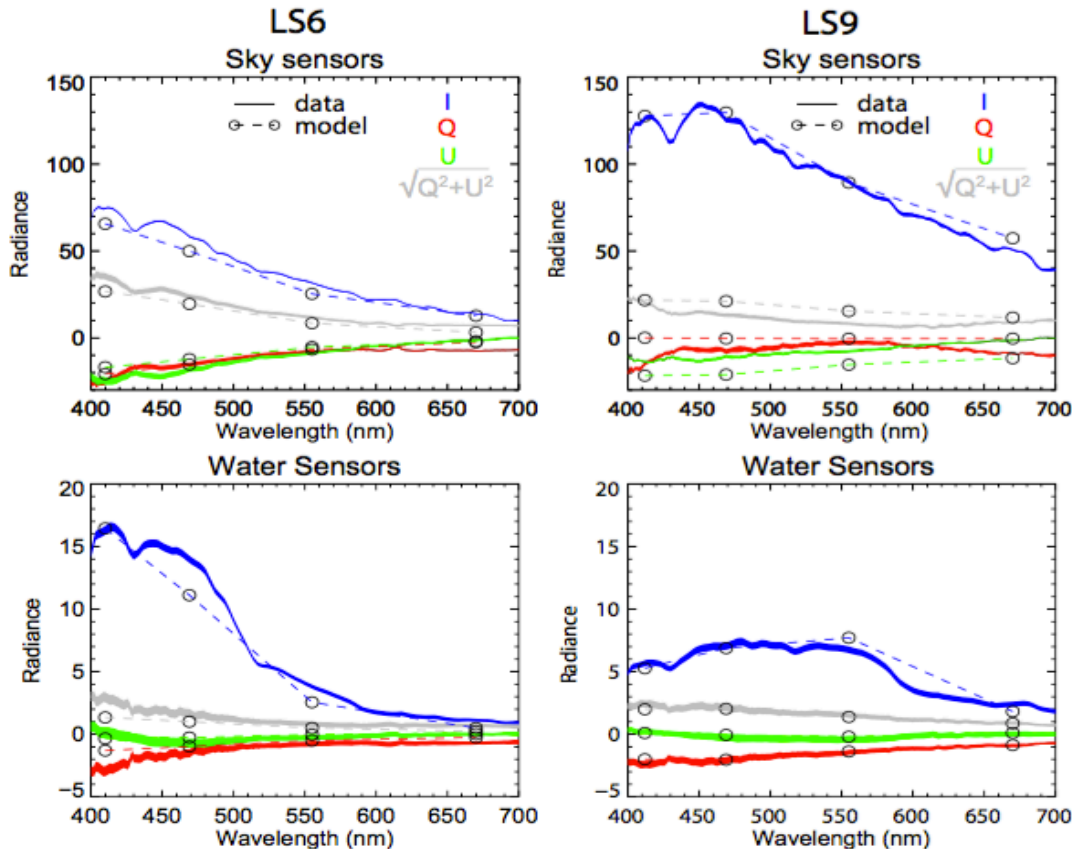 LS6
LS9
Sky sensors
Sky sensors
150
100
50
0
Radiance
data
model
I
Q
U
√Q²+U²
400 450 500 550 600 650 700
Wavelength (nm)
150
100
50
0
Radiance
data
model
I
Q
U
√Q²+U²
400 450 500 550 600 650 700
Wavelength (nm)
Water Sensors
20
15
10
5
0
−5
Radiance
400 450 500 550 600 650 700
Wavelength (nm)
Water Sensors
20
15
10
5
0
−5
Radiance
400 450 500 550 600 650 700
Wavelength (nm)